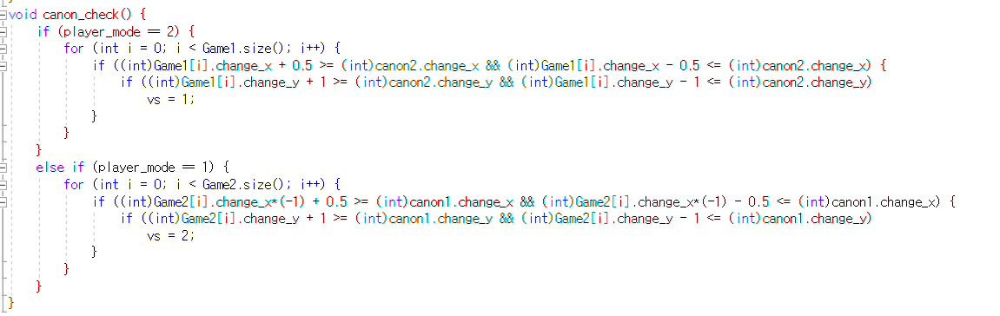 void canon_check() {
    if (player_mode == 2) {
        for (int i = 0; i < Game1.size(); i++) {
            if ((int)Game1[i].change_x + 0.5 >= (int)canon2.change_x && (int)Game1[i].change_x - 0.5 <= (int)canon2.change_x) {
                if ((int)Game1[i].change_y + 1 >= (int)canon2.change_y && (int)Game1[i].change_y - 1 <= (int)canon2.change_y)
                    vs = 1;
            }
        }
    }
    else if (player_mode == 1) {
        for (int i = 0; i < Game2.size(); i++) {
            if ((int)Game2[i].change_x*(-1) + 0.5 >= (int)canon1.change_x && (int)Game2[i].change_x*(-1) - 0.5 <= (int)canon1.change_x) {
                if ((int)Game2[i].change_y + 1 >= (int)canon1.change_y && (int)Game2[i].change_y - 1 <= (int)canon1.change_y)
                    vs = 2;
            }
        }
    }
}